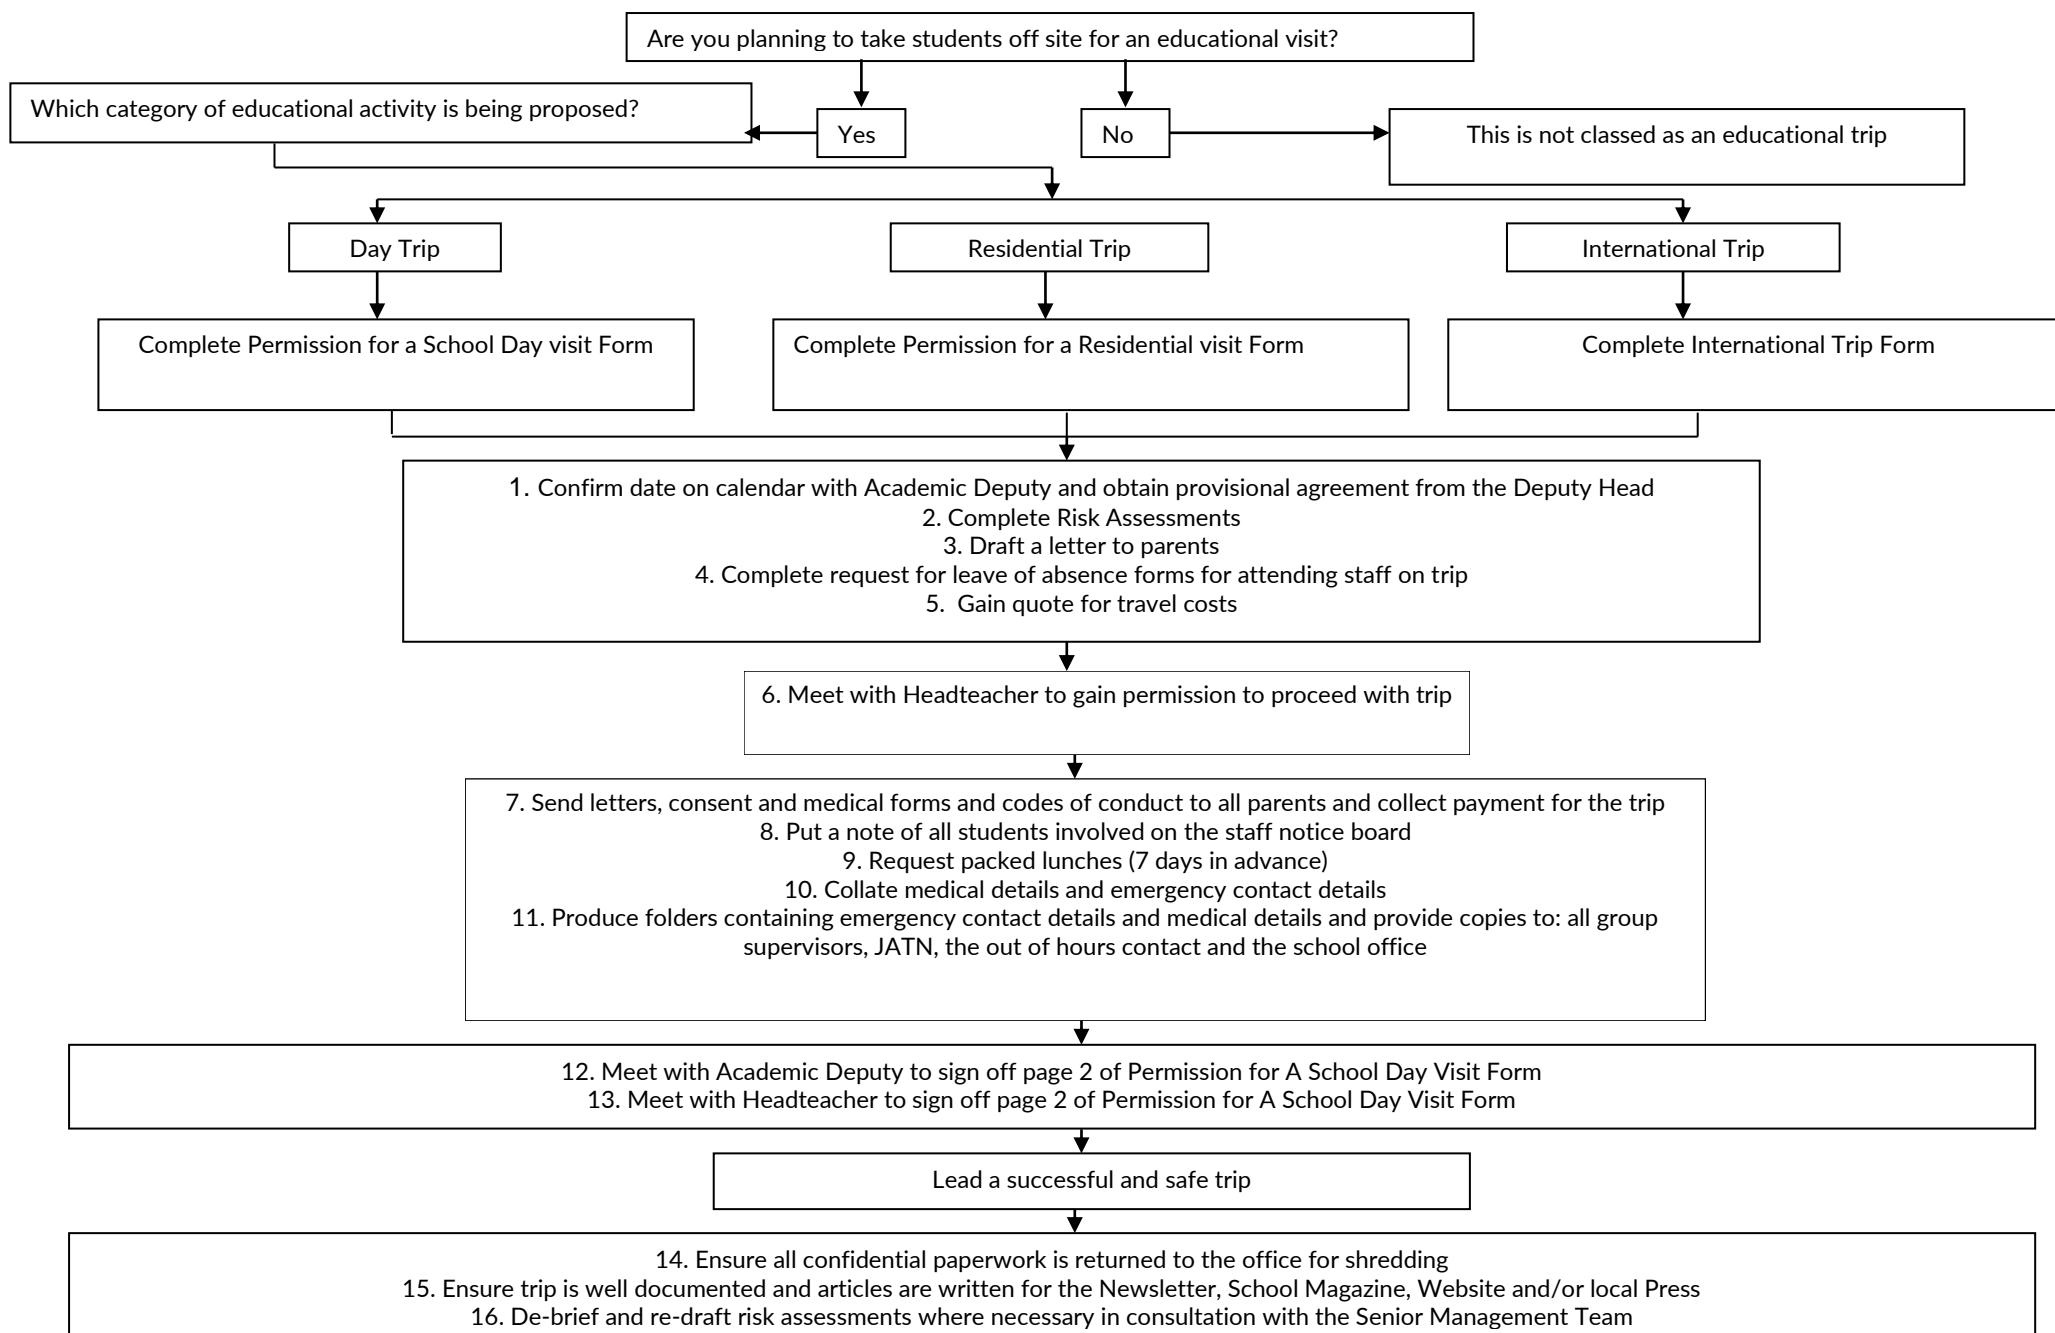 Are you planning to take students off site for an educational visit?
Which category of educational activity is being proposed?
Yes
No
This is not classed as an educational trip
Day Trip
Residential Trip
International Trip
Complete Permission for a School Day visit Form
Complete Permission for a Residential visit Form
Complete International Trip Form
1. Confirm date on calendar with Academic Deputy and obtain provisional agreement from the Deputy Head
2. Complete Risk Assessments
3. Draft a letter to parents
4. Complete request for leave of absence forms for attending staff on trip
5. Gain quote for travel costs
6. Meet with Headteacher to gain permission to proceed with trip
7. Send letters, consent and medical forms and codes of conduct to all parents and collect payment for the trip
8. Put a note of all students involved on the staff notice board
9. Request packed lunches (7 days in advance)
10. Collate medical details and emergency contact details
11. Produce folders containing emergency contact details and medical details and provide copies to: all group
supervisors, JATN, the out of hours contact and the school office
12. Meet with Academic Deputy to sign off page 2 of Permission for A School Day Visit Form
13. Meet with Headteacher to sign off page 2 of Permission for A School Day Visit Form
Lead a successful and safe trip
14. Ensure all confidential paperwork is returned to the office for shredding
15. Ensure trip is well documented and articles are written for the Newsletter, School Magazine, Website and/or local Press
16. De-brief and re-draft risk assessments where necessary in consultation with the Senior Management Team